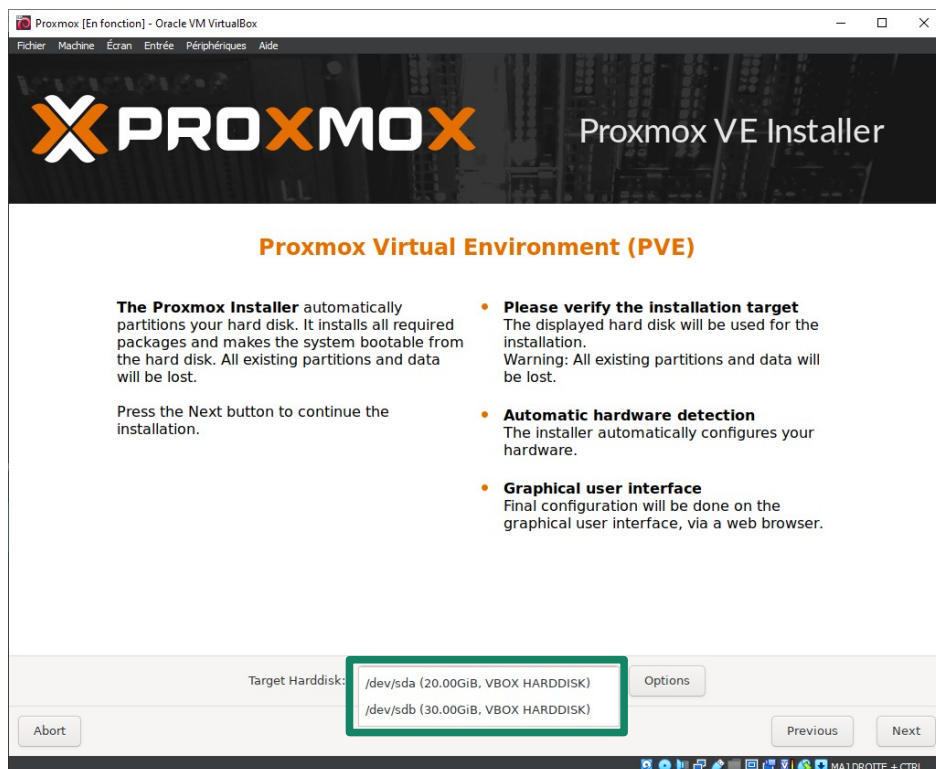 Proxmox [En fonction] - Oracle VM VirtualBox
Fichier Machine Écran Entrée Périphériques Aide
PROXMOX
Proxmox VE Installer
Proxmox Virtual Environment (PVE)
The Proxmox Installer automatically
partitions your hard disk. It installs all required
packages and makes the system bootable from
the hard disk. All existing partitions and data
will be lost.
Press the Next button to continue the
installation.
Please verify the installation target
The displayed hard disk will be used for the
installation.
Warning: All existing partitions and data will
be lost.
Automatic hardware detection
The installer automatically configures your
hardware.
Graphical user interface
Final configuration will be done on the
graphical user interface, via a web browser.
Target Harddisk:
/dev/sda (20.00GiB, VBOX HARDDISK)
/dev/sdb (30.00GiB, VBOX HARDDISK)
Options
Abort
Previous
Next
MAJ DROITE + CTRL